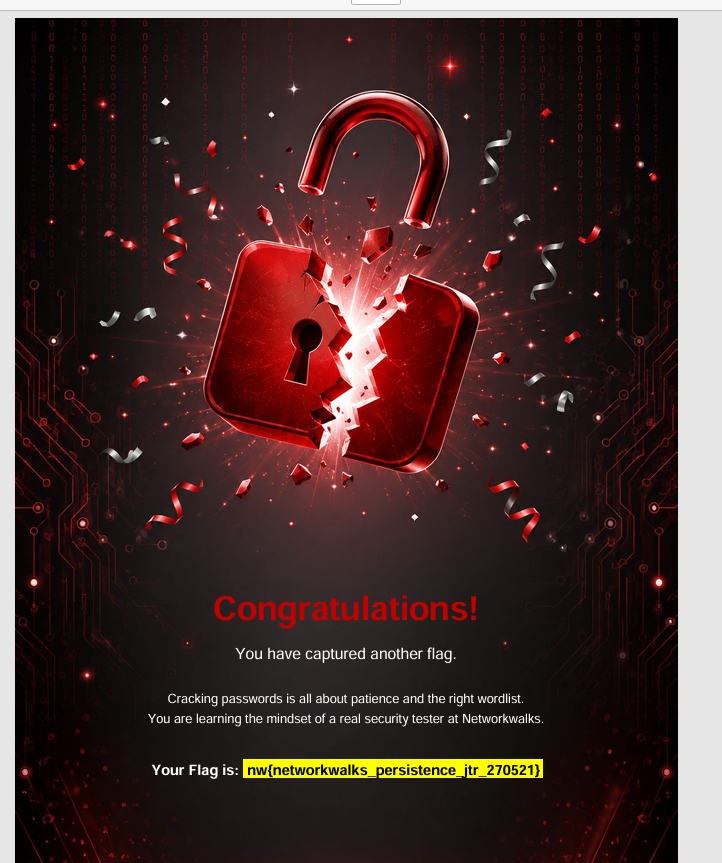 Congratulations!
You have captured another flag.
Cracking passwords is all about patience and the right wordlist.
You are learning the mindset of a real security tester at Networkwalks.
Your Flag is: nw{networkwalks_persistence_jtr_270521}